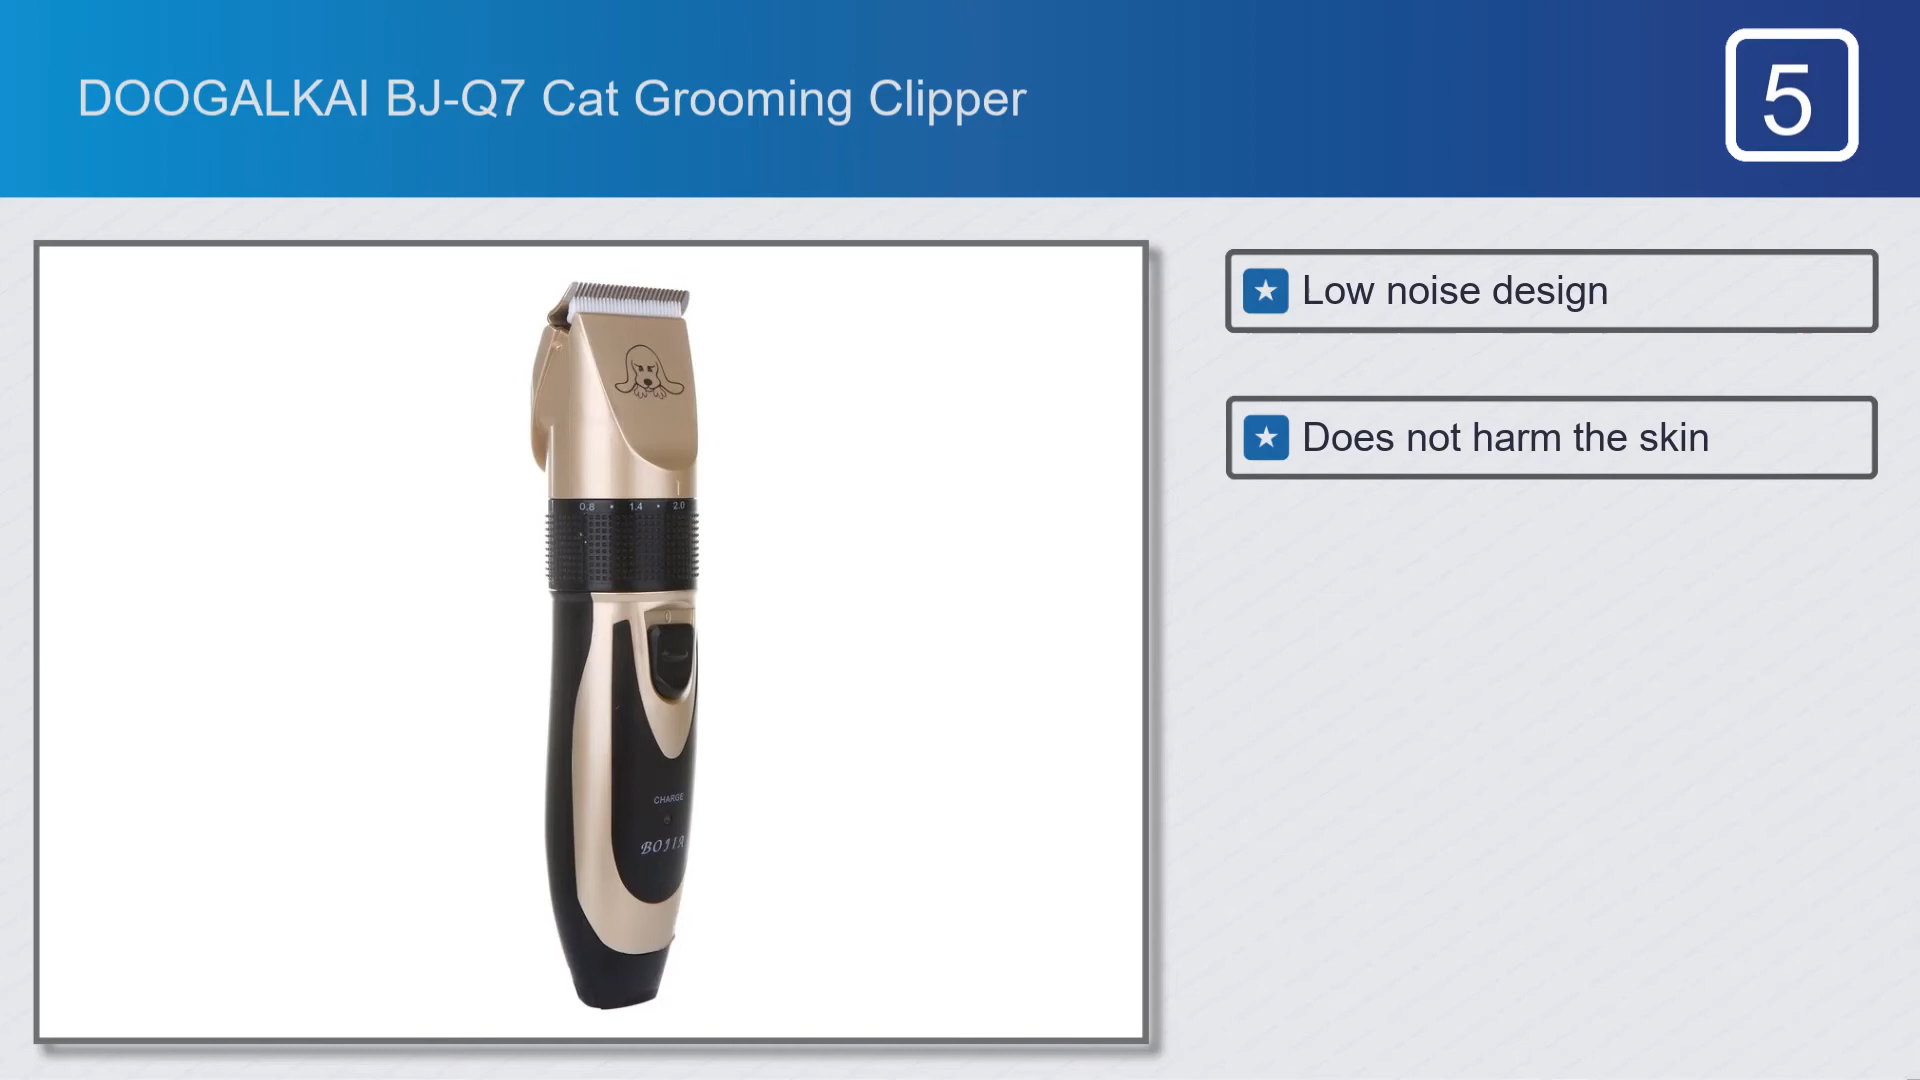 DOOGALKAI BJ-Q7 Cat Grooming Clipper
5
Low noise design
Does not harm the skin
0.8 • 1.4 • 2.0
0
CHARGE
BOJIA